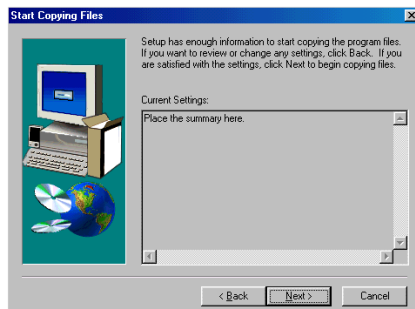 Start Copying Files
Setup has enough information to start copying the program files.
If you want to review or change any settings, click Back. If you
are satisfied with the settings, click Next to begin copying files.
Current Settings:
Place the summary here.
< Back
Next >
Cancel